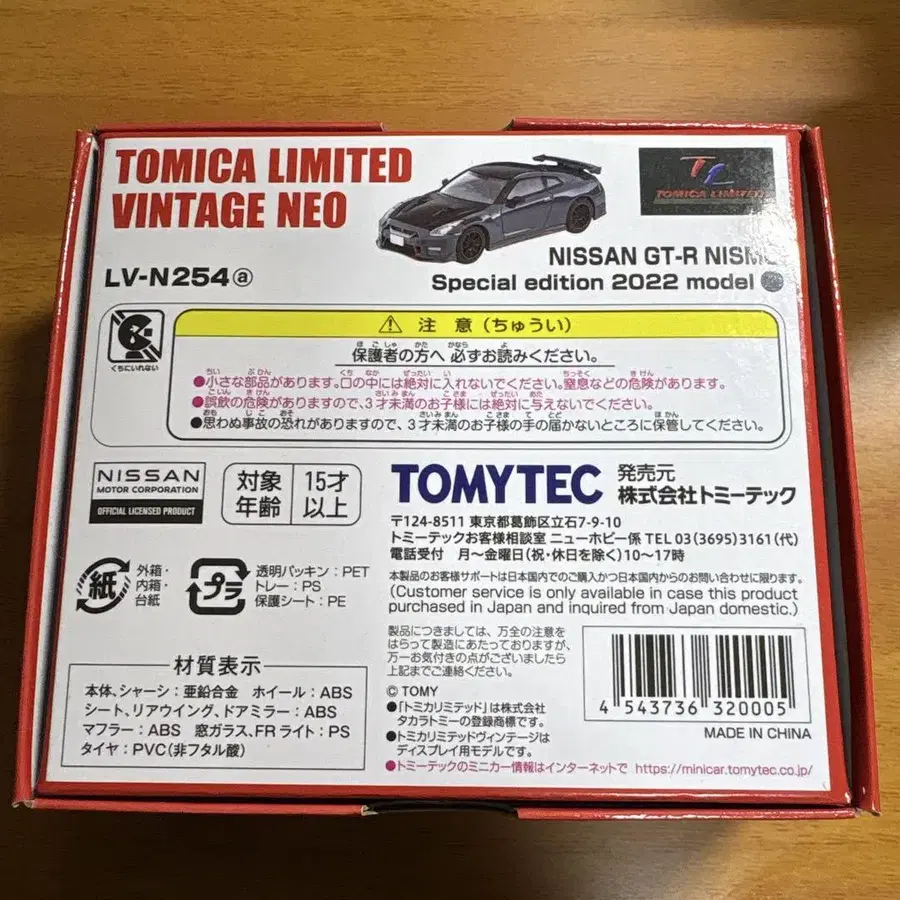 TOMICA LIMITED
VINTAGE NEO
LV-N254ⓐ
TL
TOMICA LIMITED
NISSAN GT-R
Special edition 2022 model
くちにいれない
⚠ 注 意(ちゅうい)
保護者の方へ 必ずお読みください。
●小さな部品があります。口の中には絶対に入れないでください。窒息などの危険があります。
●誤飲の危険がありますので、3才未満のお子様には絶対に与えないでください。
●思わぬ事故の恐れがありますので、3才未満のお子様の手の届かないところに保管してください。
NISSAN
MOTOR CORPORATION
OFFICIAL LICENSED PRODUCT
対象年齢
15才以上
TOMYTEC
発売元
株式会社トミーテック
〒124-8511 東京都葛飾区立石7-9-10
トミーテックお客様相談室 ニューホビー係 TEL 03(3695)3161(代)
電話受付 月〜金曜日(祝・休日を除く)10〜17時
本製品のお客様サポートは日本国内でのご購入かつ日本国内からのお問い合わせに限ります。
(Customer service is only available in case this product
purchased in Japan and inquired from Japan domestic.)
紙
外箱・
内箱・
台紙
プラ
透明パッキン：PET
トレー：PS
保護シート：PE
製品につきましては、万全の注意を
はらって製造にあたっておりますが、
万一お気付きの点がございましたら
上記までご連絡ください。
© TOMY
●「トミカリミテッド」は株式会社
タカラトミーの登録商標です。
●トミカリミテッドヴィンテージは
ディスプレイ用モデルです。
●トミーテックのミニカー情報はインターネットで https://minicar.tomytec.co.jp/
材質表示
本体、シャーシ：亜鉛合金 ホイール：ABS
シート、リアウイング、ドアミラー：ABS
マフラー：ABS 窓ガラス、FRライト：PS
タイヤ：PVC(非フタル酸)
4 543736 320005
MADE IN CHINA